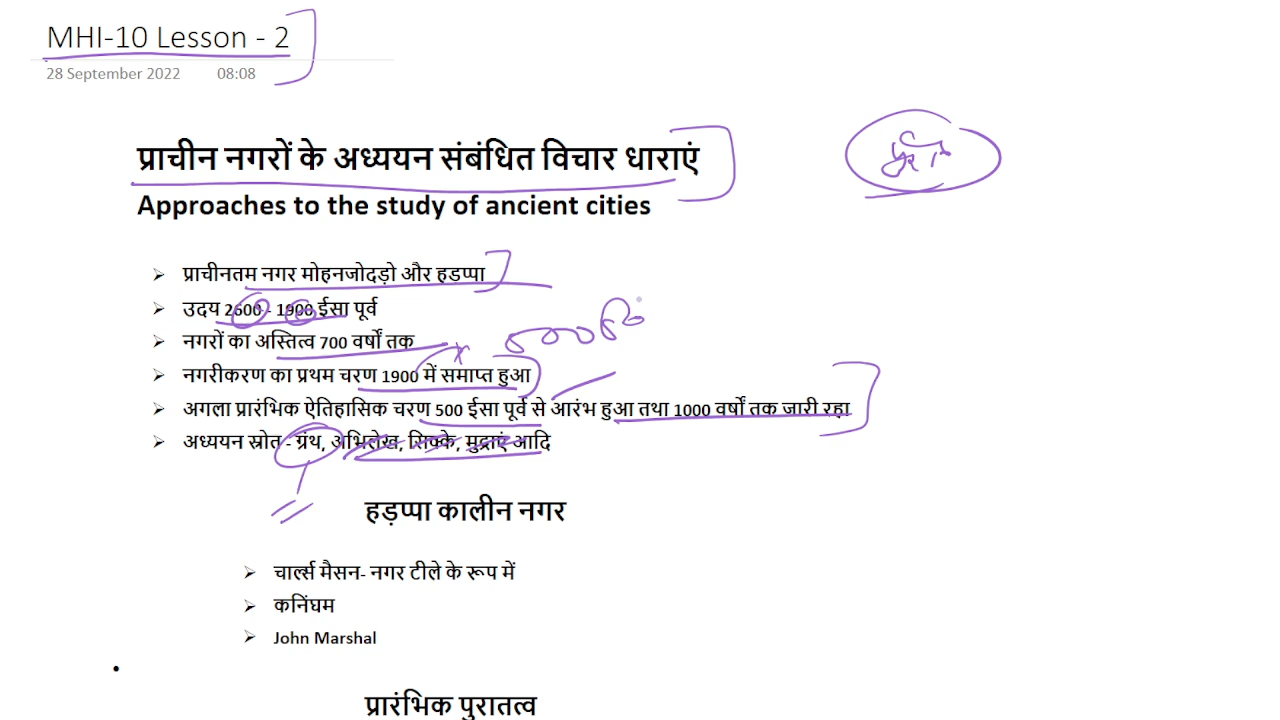 MHI-10 Lesson - 2
28 September 2022 08:08
प्राचीन नगरों के अध्ययन संबंधित विचार धाराएं
Approaches to the study of ancient cities
➢ प्राचीनतम नगर मोहनजोदड़ो और हडप्पा
➢ उदय 2600 - 1900 ईसा पूर्व
➢ नगरों का अस्तित्व 700 वर्षों तक
➢ नगरीकरण का प्रथम चरण 1900 में समाप्त हुआ
➢ अगला प्रारंभिक ऐतिहासिक चरण 500 ईसा पूर्व से आरंभ हुआ तथा 1000 वर्षों तक जारी रहा
➢ अध्ययन स्रोत - ग्रंथ, अभिलेख, सिक्के, मुद्राएं आदि
हड़प्पा कालीन नगर
➢ चार्ल्स मैसन- नगर टीले के रूप में
➢ कनिंघम
➢ John Marshal
प्रारंभिक पुरातत्व